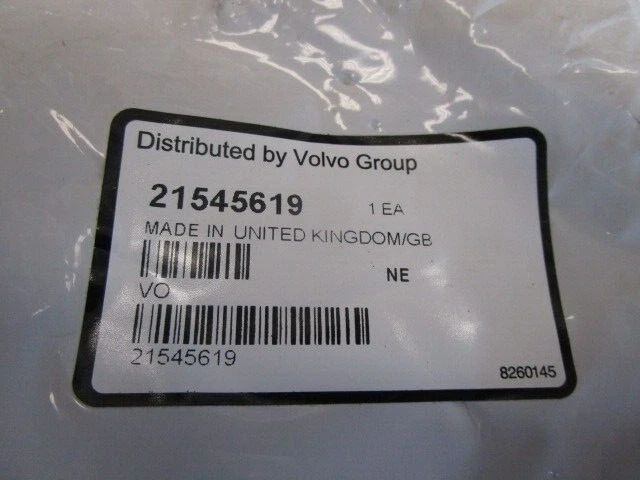 Distributed by Volvo Group
21545619 1 EA
MADE IN UNITED KINGDOM/GB
NE
VO
21545619
8260145